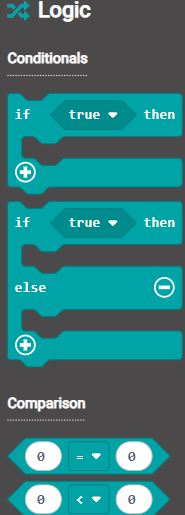 Logic
Conditionals
if true then
if true then
else
Comparison
0 = 0
0 < 0